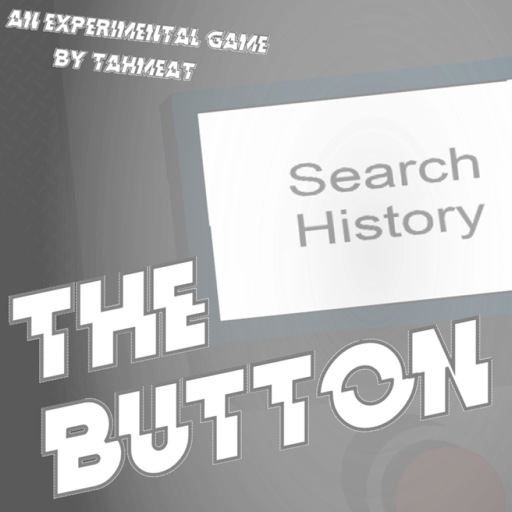 AN EXPERIMENTAL GAME
BY TAHMEAT
Search
History
THE
BUTTON